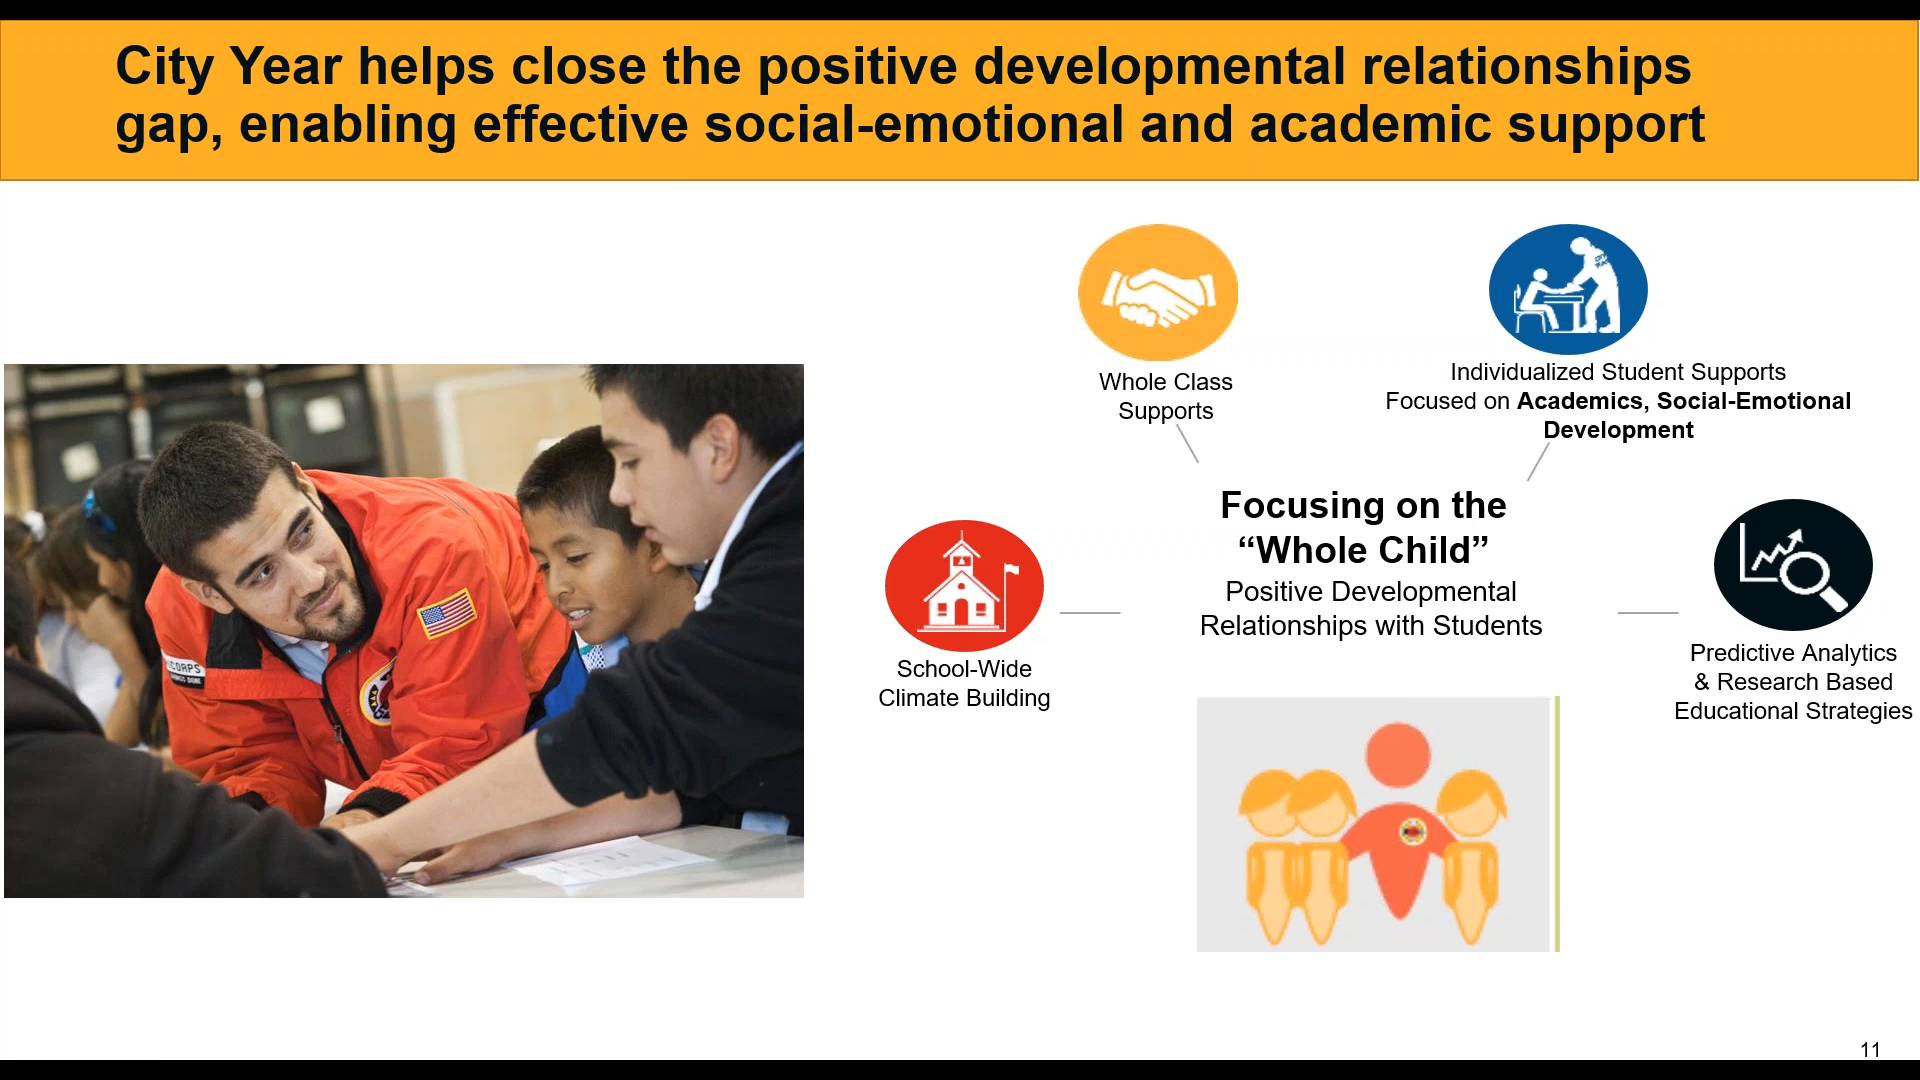 City Year helps close the positive developmental relationships
gap, enabling effective social-emotional and academic support
Whole Class
Supports
Individualized Student Supports
Focused on Academics, Social-Emotional
Development
Focusing on the
“Whole Child”
Positive Developmental
Relationships with Students
School-Wide
Climate Building
Predictive Analytics
& Research Based
Educational Strategies
CORPS
11